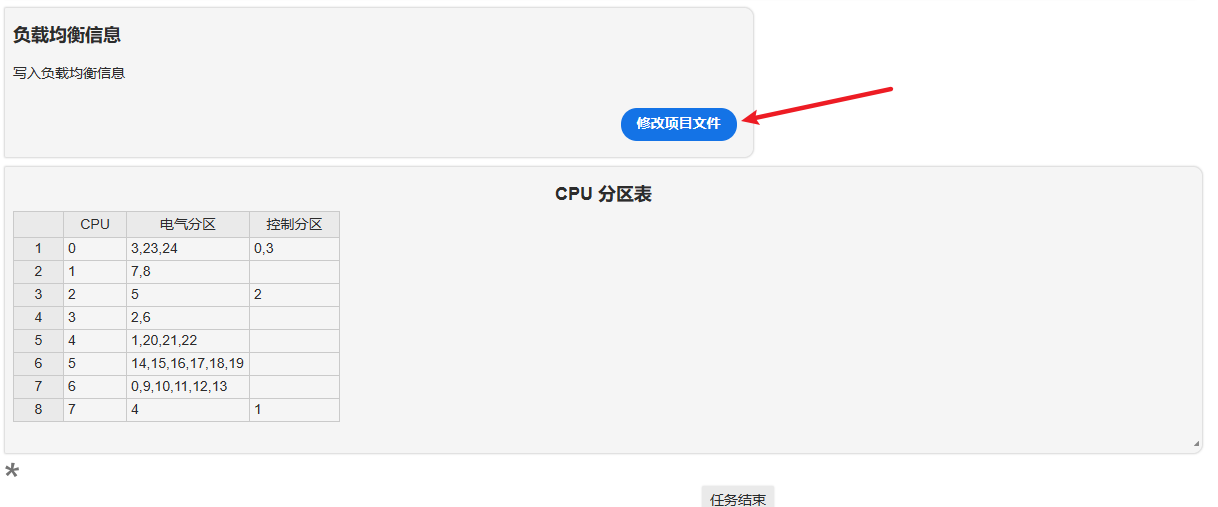 负载均衡信息
写入负载均衡信息
修改项目文件
CPU 分区表
CPU 电气分区 控制分区
1 0 3,23,24 0,3
2 1 7,8
3 2 5 2
4 3 2,6
5 4 1,20,21,22
6 5 14,15,16,17,18,19
7 6 0,9,10,11,12,13
8 7 4 1
*
任务结束